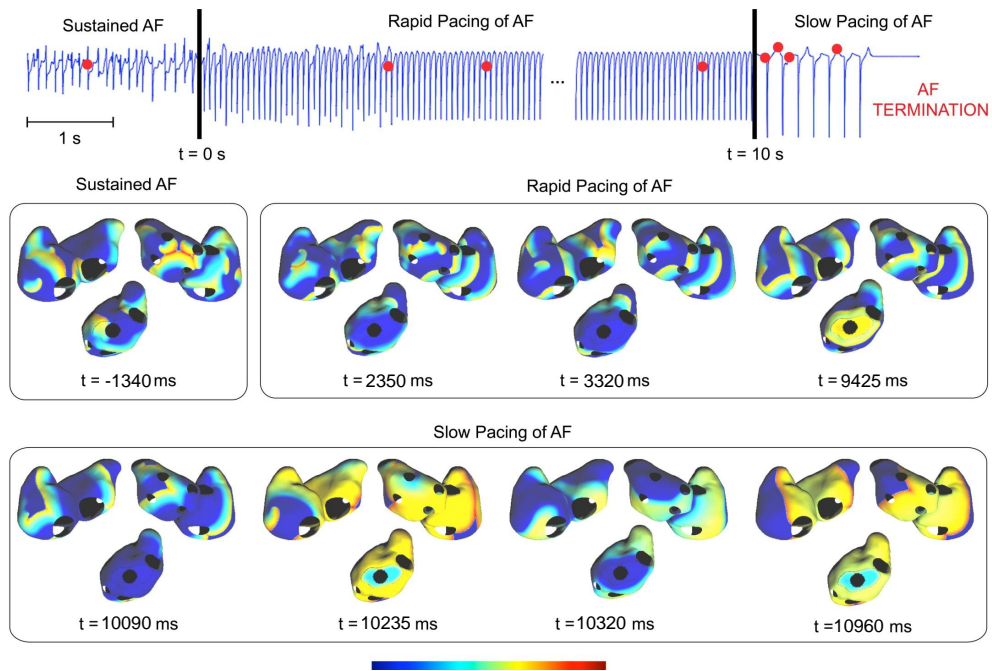 Sustained AF
Rapid Pacing of AF
Slow Pacing of AF
...
AF
TERMINATION
1 s
t = 0 s
t = 10 s
Sustained AF
Rapid Pacing of AF
t = -1340 ms
t = 2350 ms
t = 3320 ms
t = 9425 ms
Slow Pacing of AF
t = 10090 ms
t = 10235 ms
t = 10320 ms
t =10960 ms